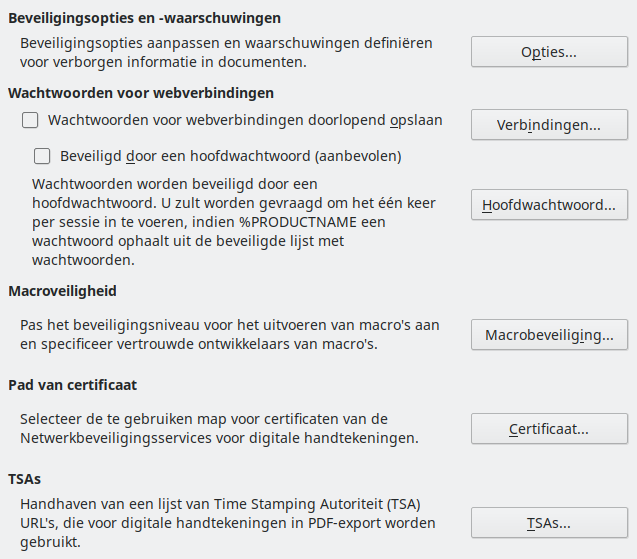 Beveiligingsopties en -waarschuwingen
Beveiligingsopties aanpassen en waarschuwingen definiëren
voor verborgen informatie in documenten.
Opties...
Wachtwoorden voor webverbindingen
Wachtwoorden voor webverbindingen doorlopend opslaan
Verbindingen...
Beveiligd door een hoofdwachtwoord (aanbevolen)
Wachtwoorden worden beveiligd door een
hoofdwachtwoord. U zult worden gevraagd om het één keer
per sessie in te voeren, indien %PRODUCTNAME een
wachtwoord ophaalt uit de beveiligde lijst met
wachtwoorden.
Hoofdwachtwoord...
Macroveiligheid
Pas het beveiligingsniveau voor het uitvoeren van macro's aan
en specificeer vertrouwde ontwikkelaars van macro's.
Macrobeveiliging...
Pad van certificaat
Selecteer de te gebruiken map voor certificaten van de
Netwerkbeveiligingsservices voor digitale handtekeningen.
Certificaat...
TSAs
Handhaven van een lijst van Time Stamping Autoriteit (TSA)
URL's, die voor digitale handtekeningen in PDF-export worden
gebruikt.
TSAs...